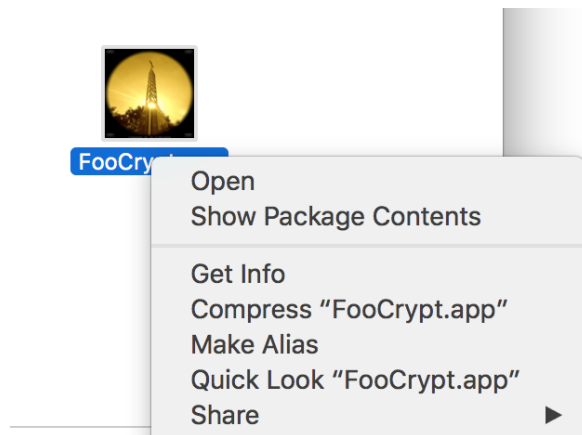 FooCry
Open
Show Package Contents
Get Info
Compress “FooCrypt.app”
Make Alias
Quick Look “FooCrypt.app”
Share